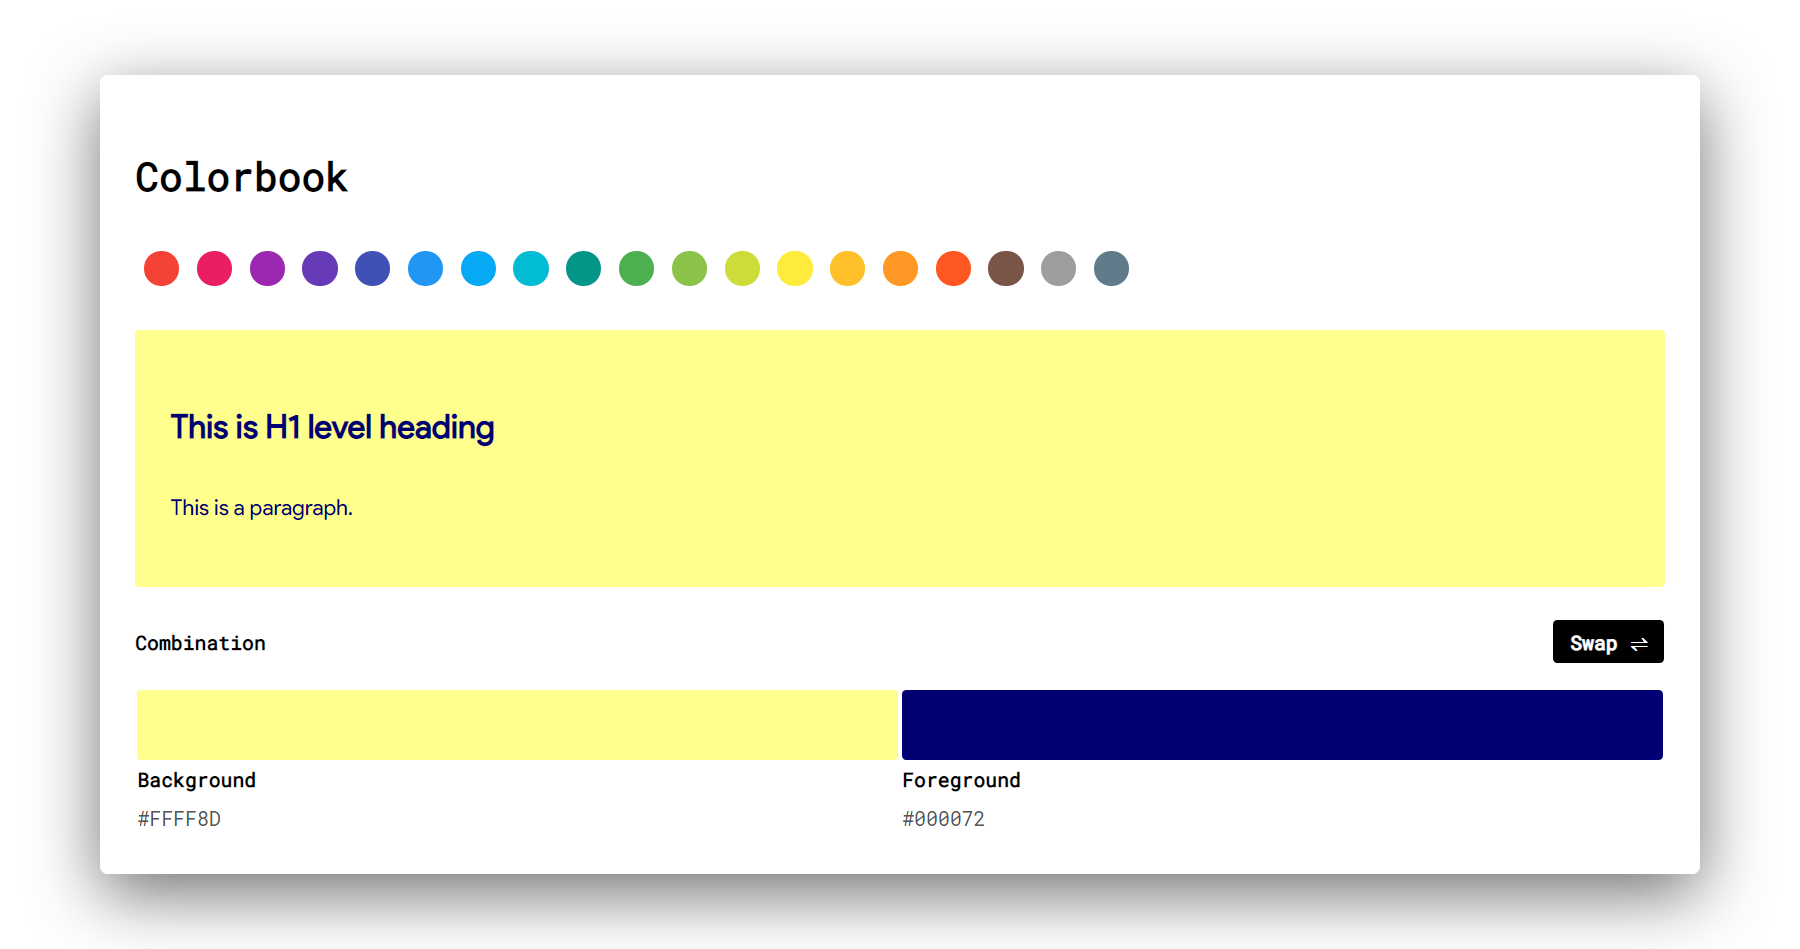 Colorbook
This is H1 level heading
This is a paragraph.
Combination
Swap ⇌
Background
Foreground
#FFFF8D
#000072